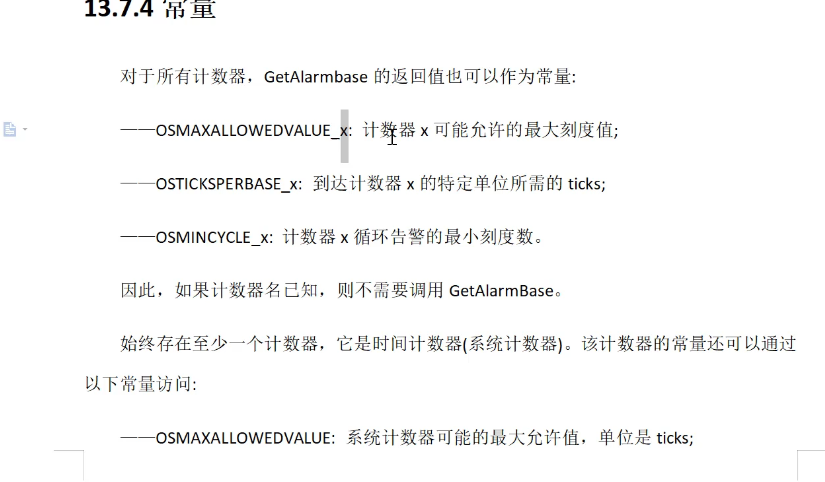 13.7.4 常量
对于所有计数器，GetAlarmbase 的返回值也可以作为常量:
——OSMAXALLOWEDVALUE_x: 计数器 x 可能允许的最大刻度值;
——OSTICKSPERBASE_x: 到达计数器 x 的特定单位所需的 ticks;
——OSMINCYCLE_x: 计数器 x 循环告警的最小刻度数。
因此，如果计数器名已知，则不需要调用 GetAlarmBase。
始终存在至少一个计数器，它是时间计数器(系统计数器)。该计数器的常量还可以通过
以下常量访问:
——OSMAXALLOWEDVALUE: 系统计数器可能的最大允许值，单位是 ticks;